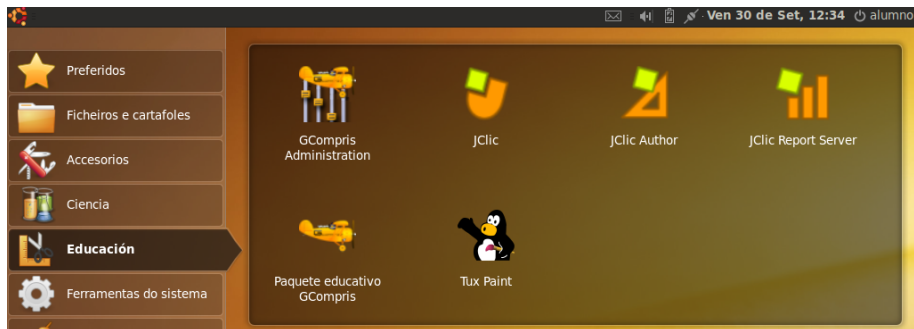 Ven 30 de Set, 12:34 alumno
Preferidos
Ficheiros e cartafoles
Accesorios
Ciencia
Educación
Ferramentas do sistema
GCompris
Administration
JClic
JClic Author
JClic Report Server
Paquete educativo
GCompris
Tux Paint